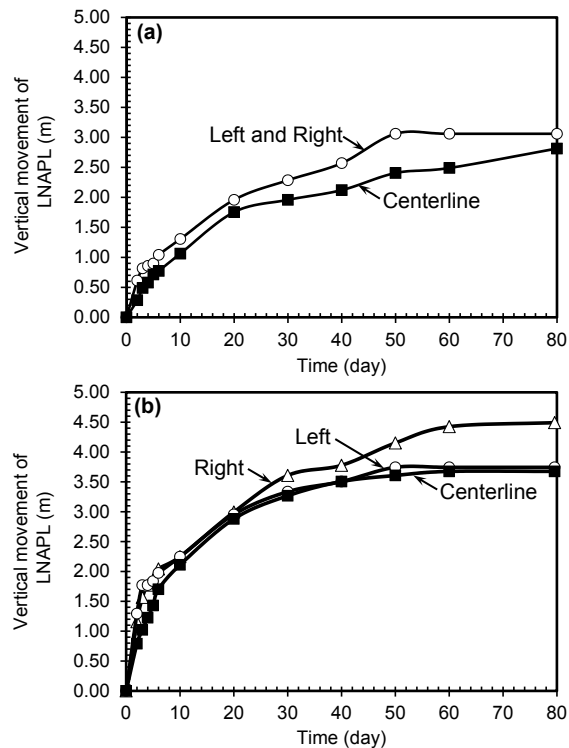 (a)
Vertical movement of
LNAPL (m)
5.00
4.50
4.00
3.50
3.00
2.50
2.00
1.50
1.00
0.50
0.00
Left and Right
Centerline
0 10 20 30 40 50 60 70 80
Time (day)
(b)
Vertical movement of
LNAPL (m)
5.00
4.50
4.00
3.50
3.00
2.50
2.00
1.50
1.00
0.50
0.00
Left
Right
Centerline
0 10 20 30 40 50 60 70 80
Time (day)